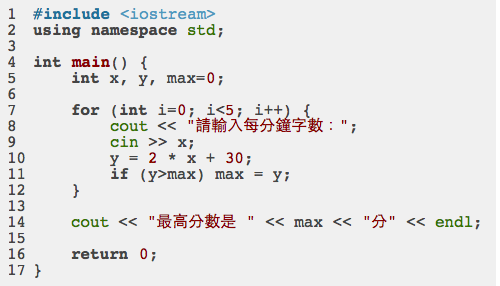 1 #include <iostream>
2 using namespace std;
3
4 int main() {
5     int x, y, max=0;
6
7     for (int i=0; i<5; i++) {
8         cout << "請輸入每分鐘字數：";
9         cin >> x;
10         y = 2 * x + 30;
11         if (y>max) max = y;
12     }
13
14     cout << "最高分數是 " << max << "分" << endl;
15
16     return 0;
17 }